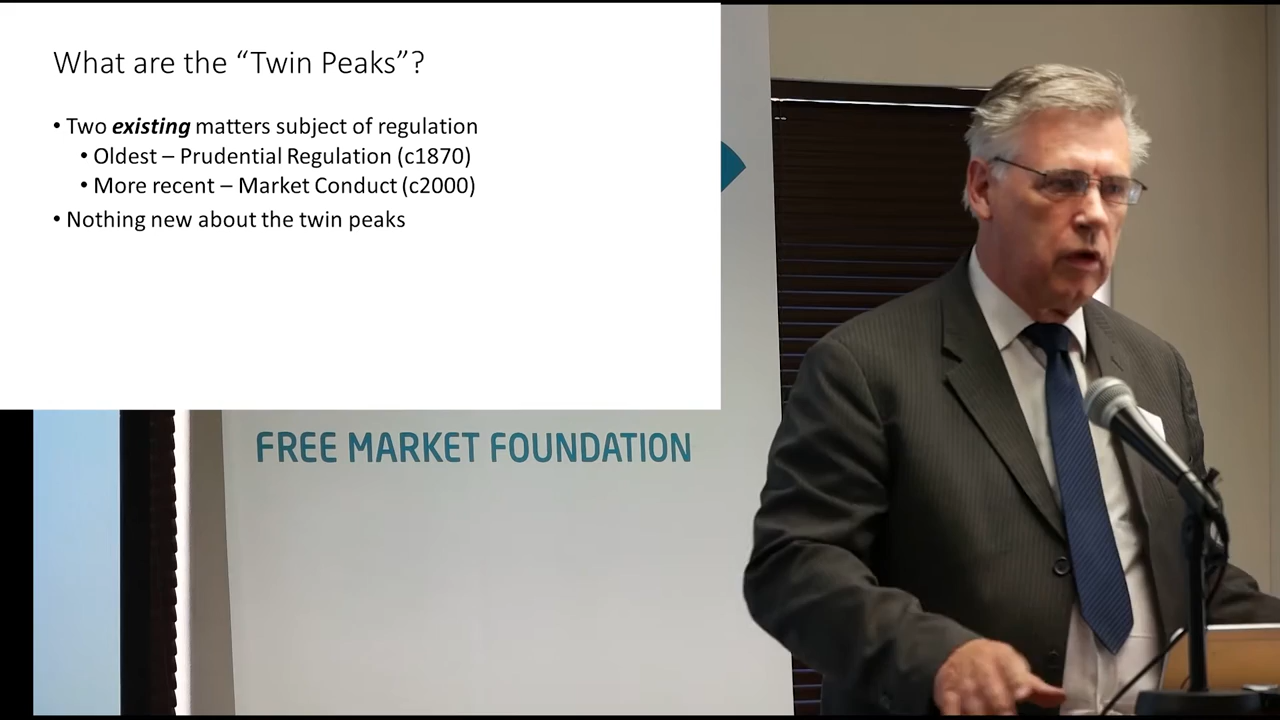 What are the “Twin Peaks”?
• Two existing matters subject of regulation
• Oldest – Prudential Regulation (c1870)
• More recent – Market Conduct (c2000)
• Nothing new about the twin peaks
FREE MARKET FOUNDATION